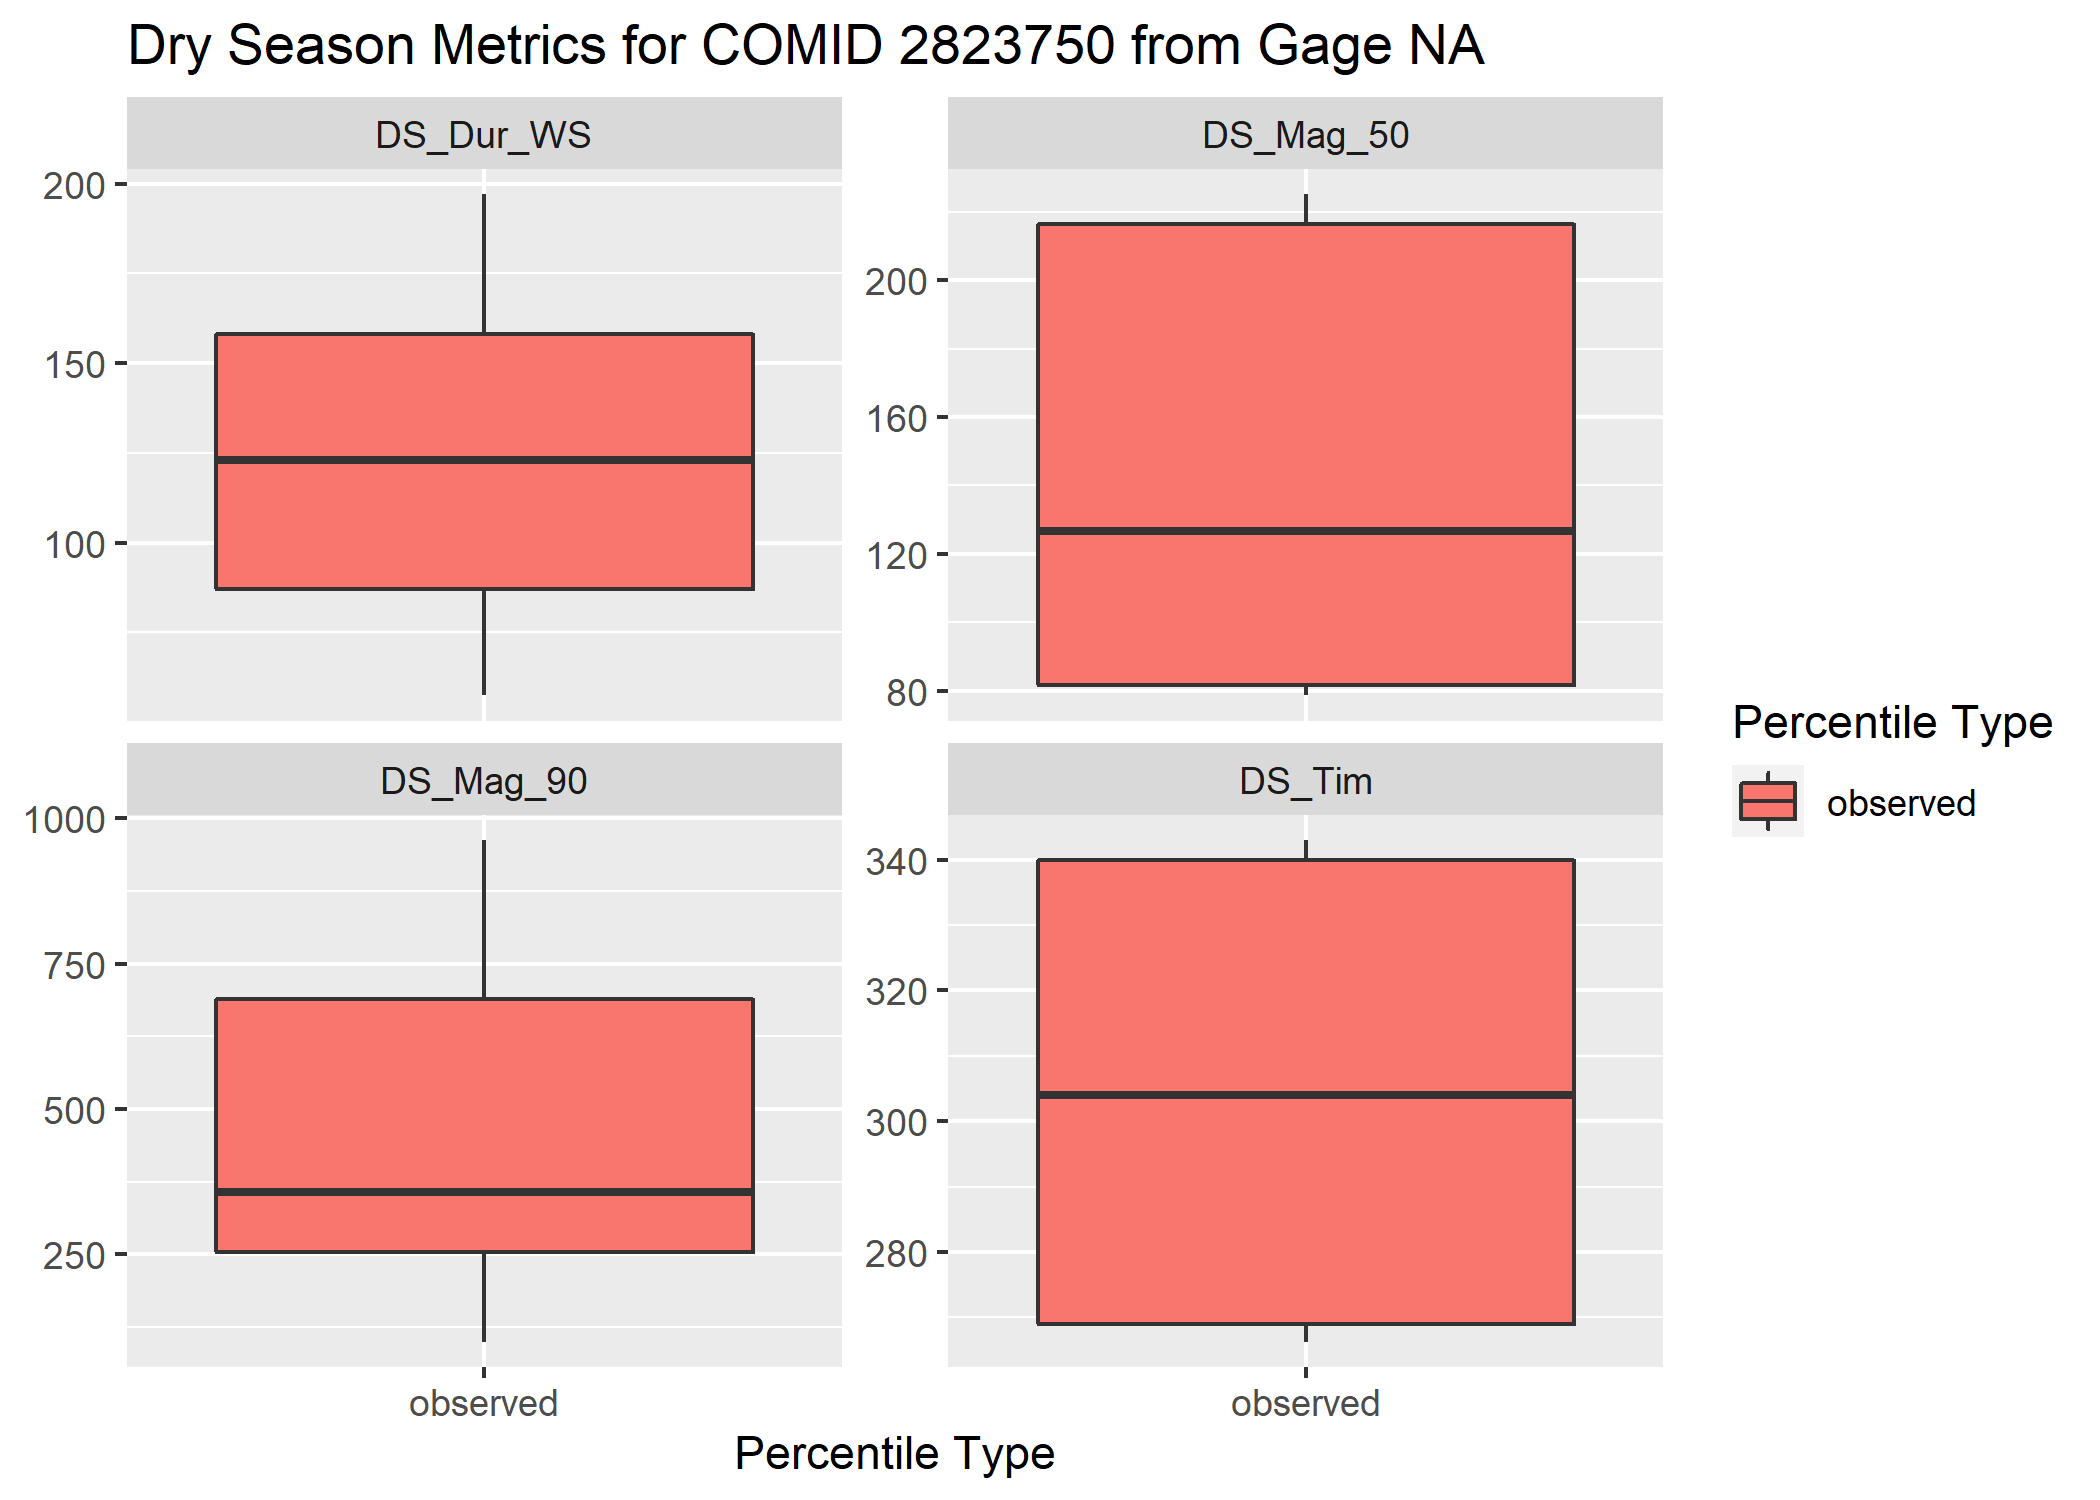 Dry Season Metrics for COMID 2823750 from Gage NA
DS_Dur_WS
200
150
100
DS_Mag_50
200
160
120
80
DS_Mag_90
1000
750
500
250
observed
DS_Tim
340
320
300
280
observed
Percentile Type
Percentile Type
observed